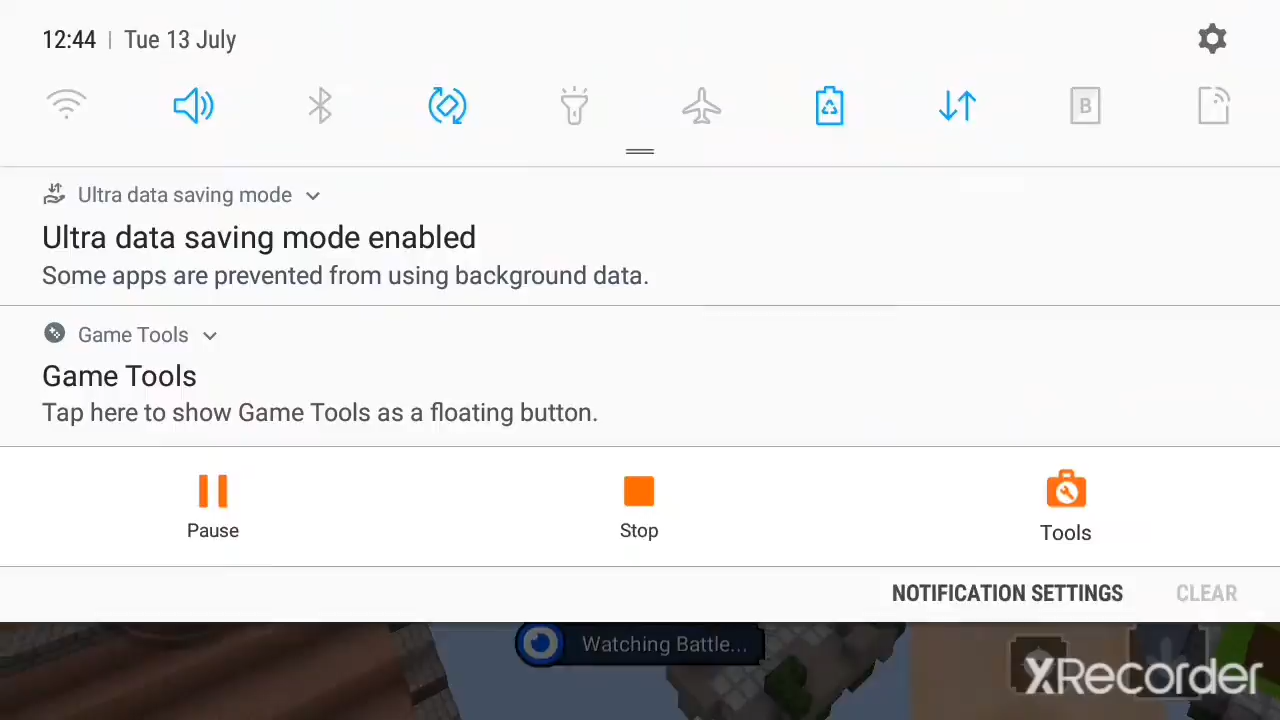 12:44 | Tue 13 July
B
Ultra data saving mode
Ultra data saving mode enabled
Some apps are prevented from using background data.
Game Tools
Game Tools
Tap here to show Game Tools as a floating button.
Pause
Stop
Tools
NOTIFICATION SETTINGS
CLEAR
Watching Battle...
XRecorder